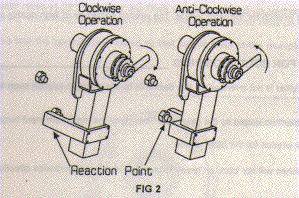 Clockwise
Operation
Anti-Clockwise
Operation
Reaction Point
FIG 2